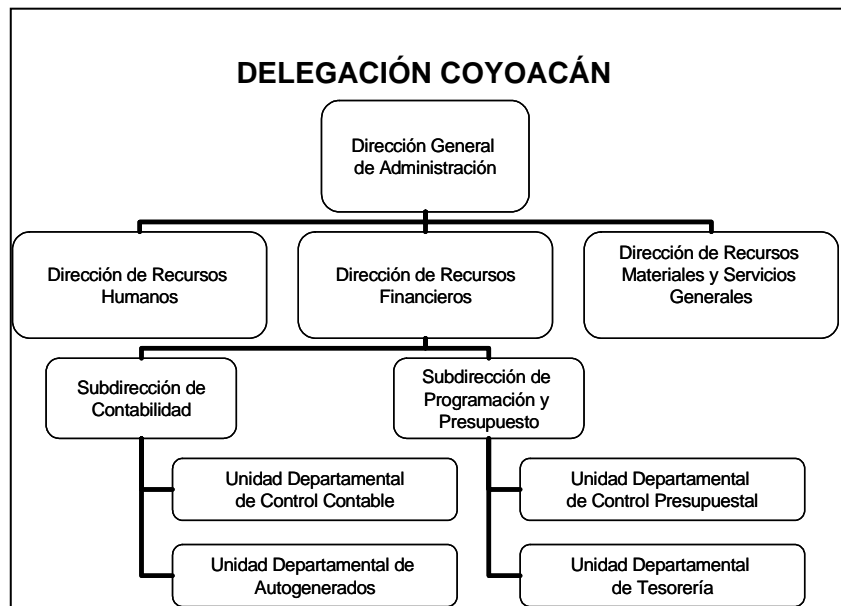 DELEGACIÓN COYOACÁN
Dirección General
de Administración
Dirección de Recursos
Humanos
Dirección de Recursos
Financieros
Dirección de Recursos
Materiales y Servicios
Generales
Subdirección de
Contabilidad
Subdirección de
Programación y
Presupuesto
Unidad Departamental
de Control Contable
Unidad Departamental
de Control Presupuestal
Unidad Departamental de
Autogenerados
Unidad Departamental
de Tesorería